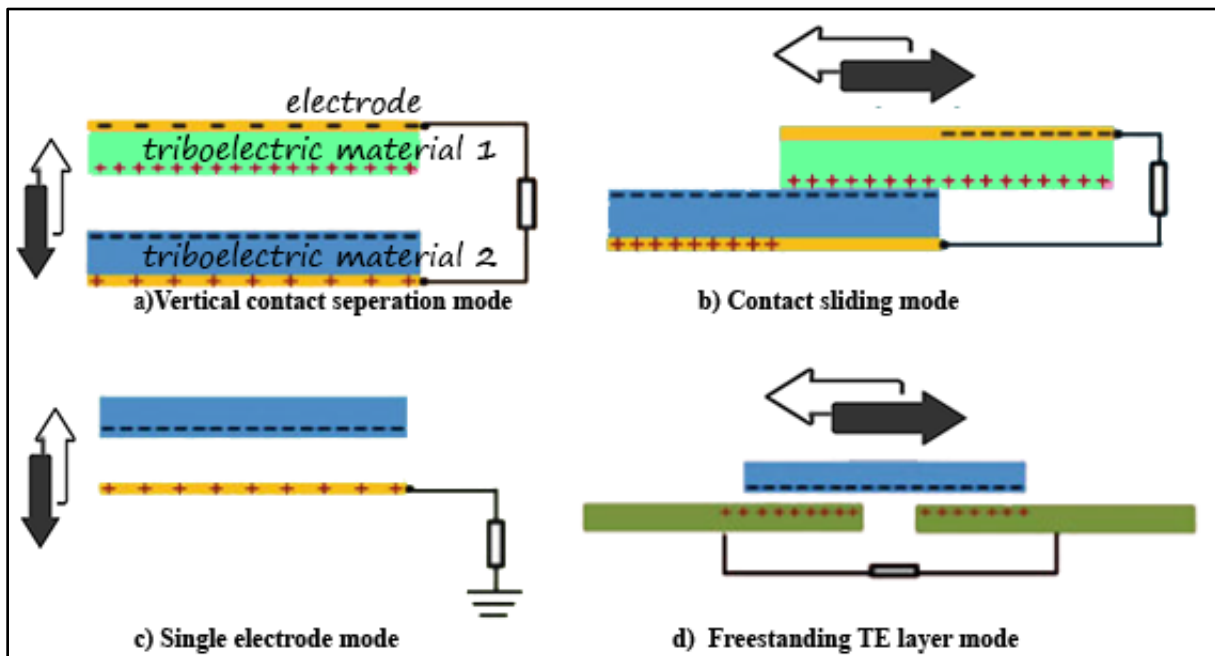 electrode
triboelectric material 1
triboelectric material 2
a)Vertical contact seperation mode
b) Contact sliding mode
c) Single electrode mode
d) Freestanding TE layer mode